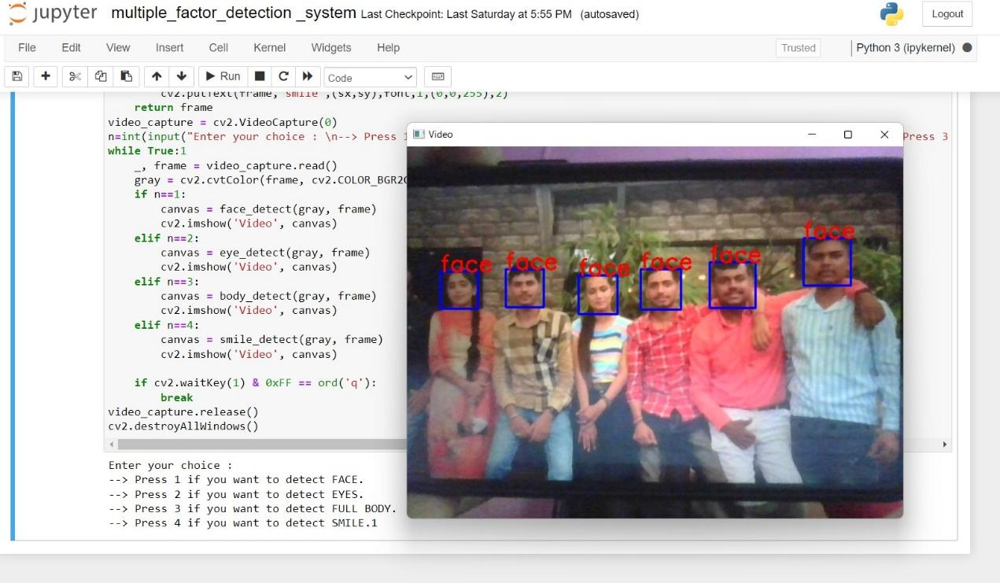 jupyter multiple_factor_detection _system Last Checkpoint: Last Saturday at 5:55 PM (autosaved)
Logout
File Edit View Insert Cell Kernel Widgets Help
Trusted
Python 3 (ipykernel)
Run
Code
cv2.putText(frame, 'smile',(sx,sy),font,1,(0,0,255),2)
return frame
video_capture = cv2.VideoCapture(0)
n=int(input("Enter your choice : \n--> Press 1
Press 3
while True:1
_, frame = video_capture.read()
gray = cv2.cvtColor(frame, cv2.COLOR_BGR2G
if n==1:
canvas = face_detect(gray, frame)
cv2.imshow('Video', canvas)
elif n==2:
canvas = eye_detect(gray, frame)
cv2.imshow('Video', canvas)
elif n==3:
canvas = body_detect(gray, frame)
cv2.imshow('Video', canvas)
elif n==4:
canvas = smile_detect(gray, frame)
cv2.imshow('Video', canvas)
if cv2.waitKey(1) & 0xFF == ord('q'):
break
video_capture.release()
cv2.destroyAllWindows()
Enter your choice :
--> Press 1 if you want to detect FACE.
--> Press 2 if you want to detect EYES.
--> Press 3 if you want to detect FULL BODY.
--> Press 4 if you want to detect SMILE.1
Video
face face face face face face